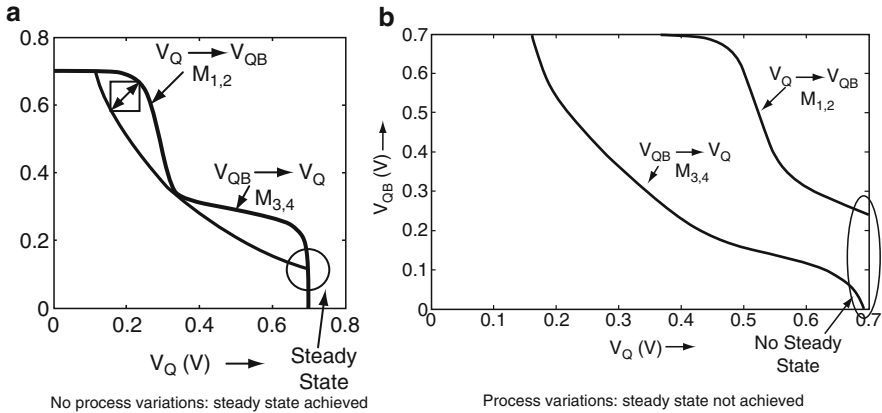 a
0.8
0.6
0.4
0.2
0
0
0.2
0.4
0.6
0.8
V_Q → V_QB
M_1,2
V_QB → V_Q
M_3,4
V_Q (V) →
Steady
State
No process variations: steady state achieved
b
0.7
0.6
0.5
0.4
0.3
0.2
0.1
0
0
0.1
0.2
0.3
0.4
0.5
0.6
0.7
V_QB (V) →
V_Q → V_QB
M_1,2
V_QB → V_Q
M_3,4
V_Q (V) →
No Steady
State
Process variations: steady state not achieved